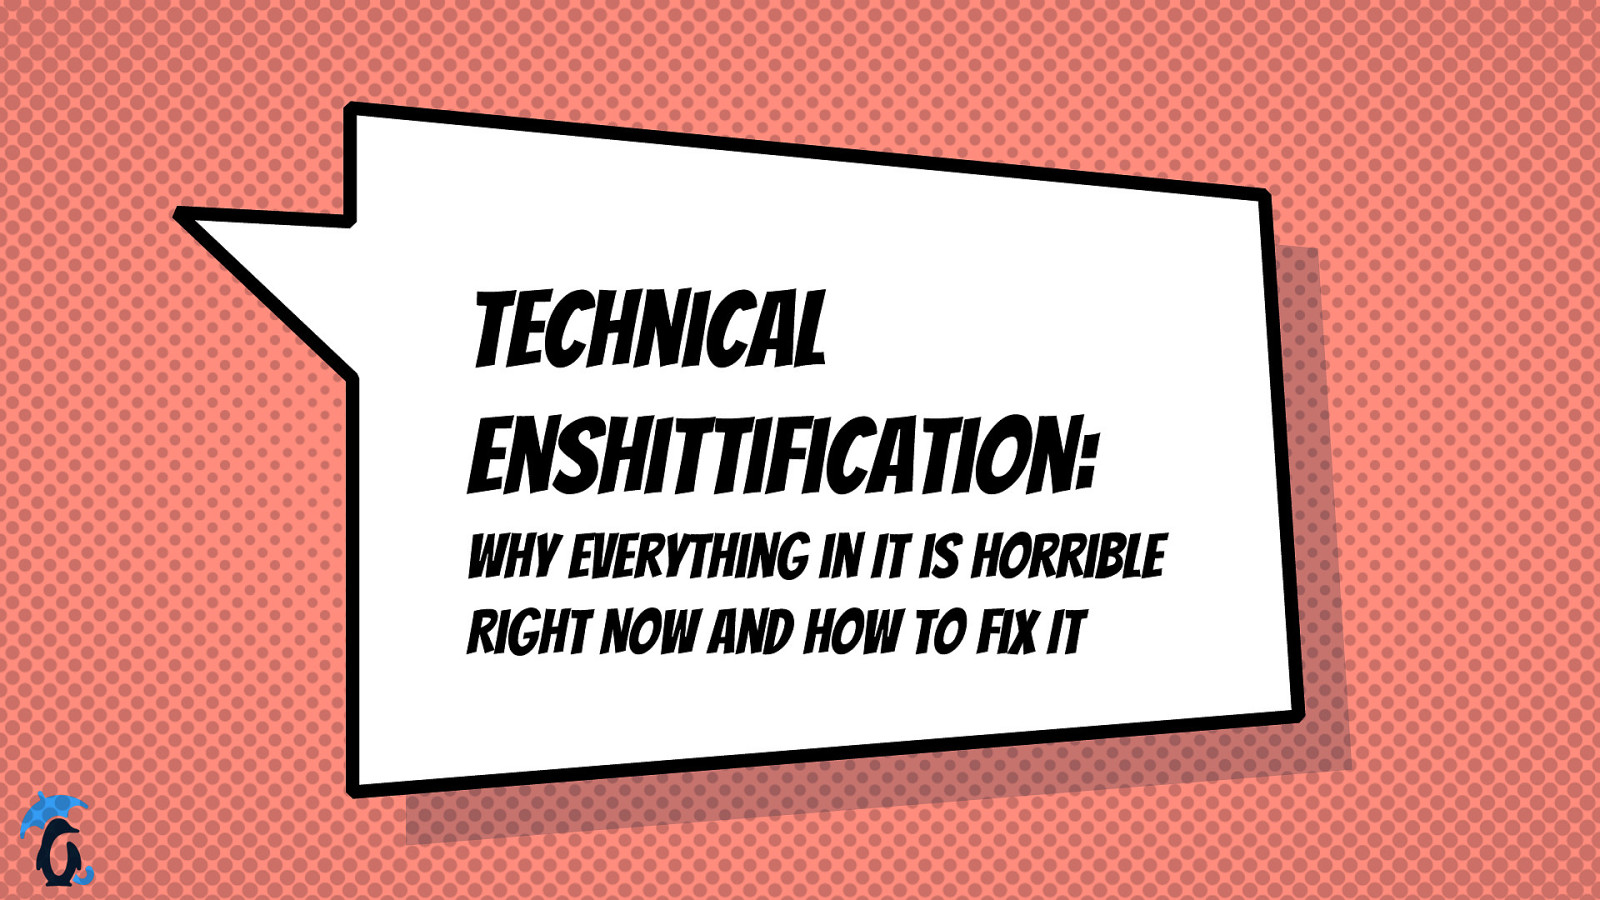 TECHNICAL
ENSHITTIFICATION:
WHY EVERYTHING IN IT IS HORRIBLE
RIGHT NOW AND HOW TO FIX IT